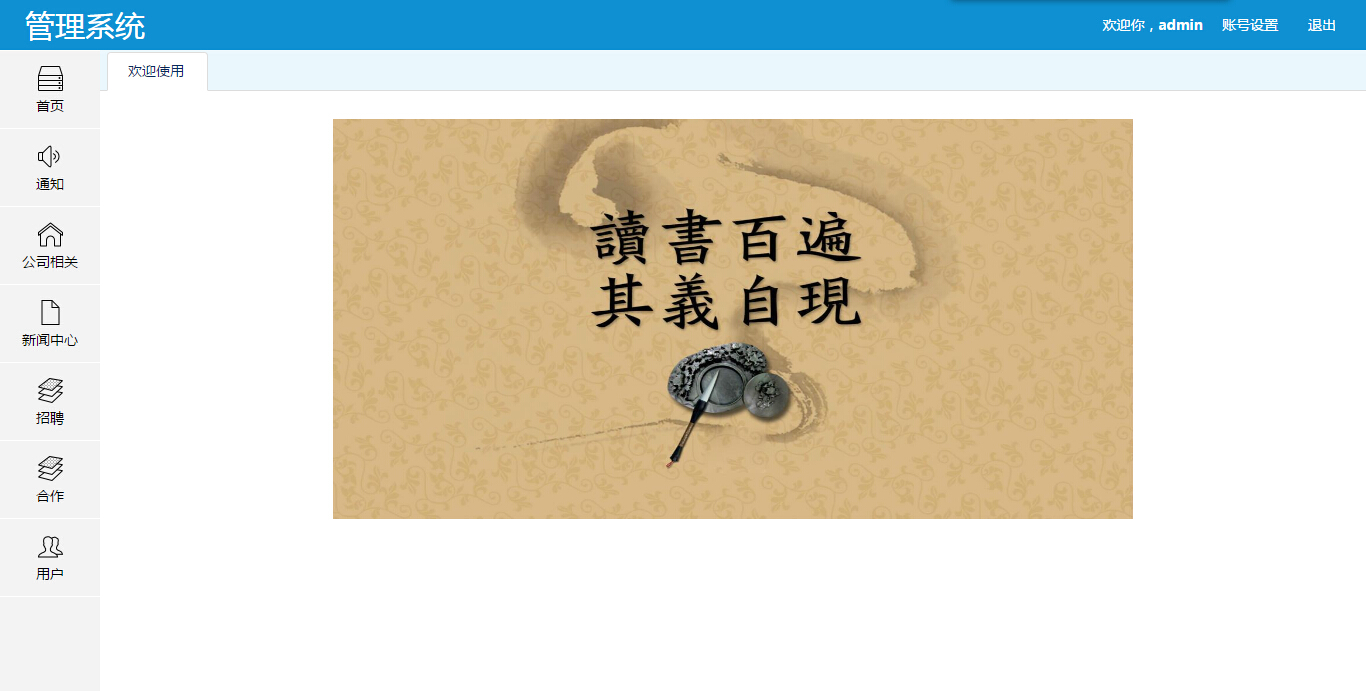 管理系统
欢迎你，admin 账号设置 退出
欢迎使用
首页
通知
公司相关
新闻中心
招聘
合作
用户
讀書百遍
其義自現